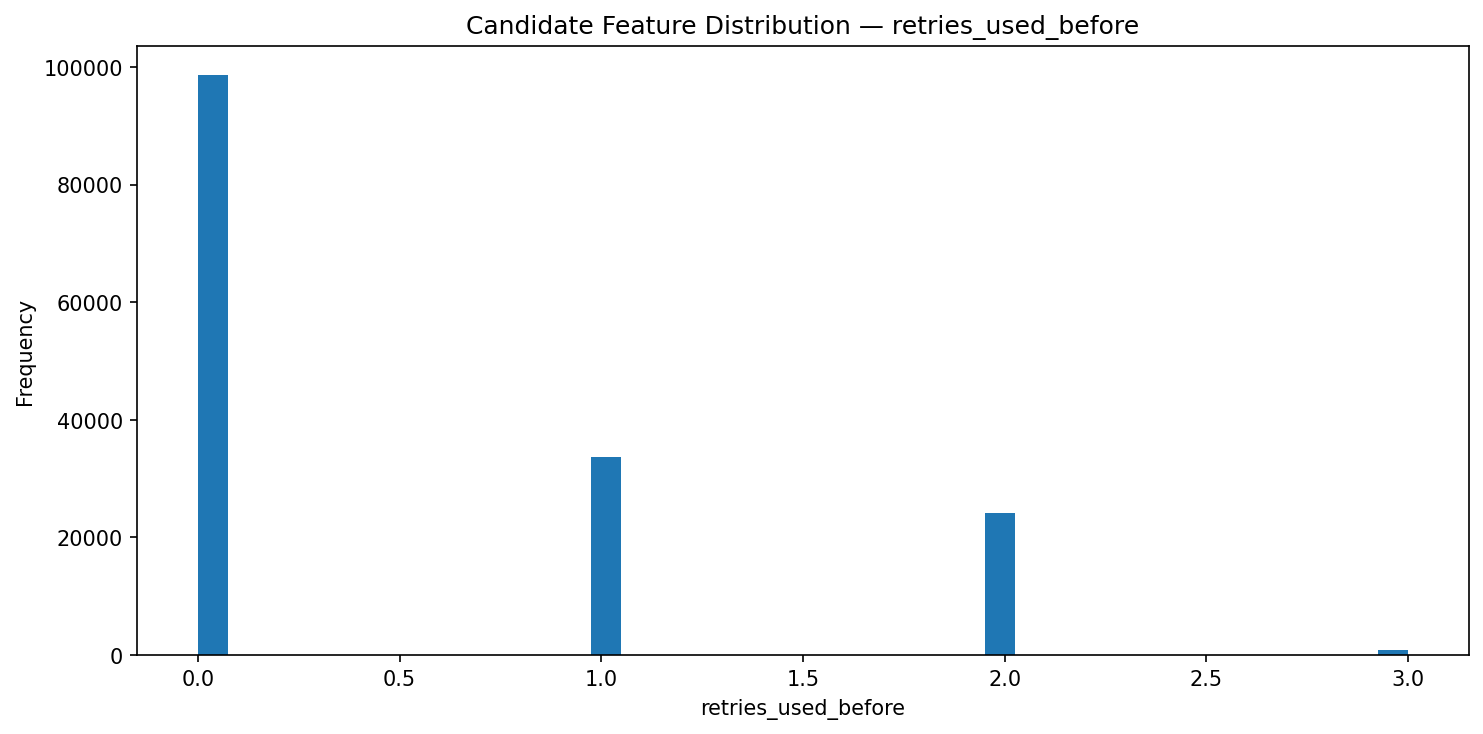 Candidate Feature Distribution — retries_used_before
100000
80000
60000
40000
20000
0
Frequency
0.0 0.5 1.0 1.5 2.0 2.5 3.0
retries_used_before